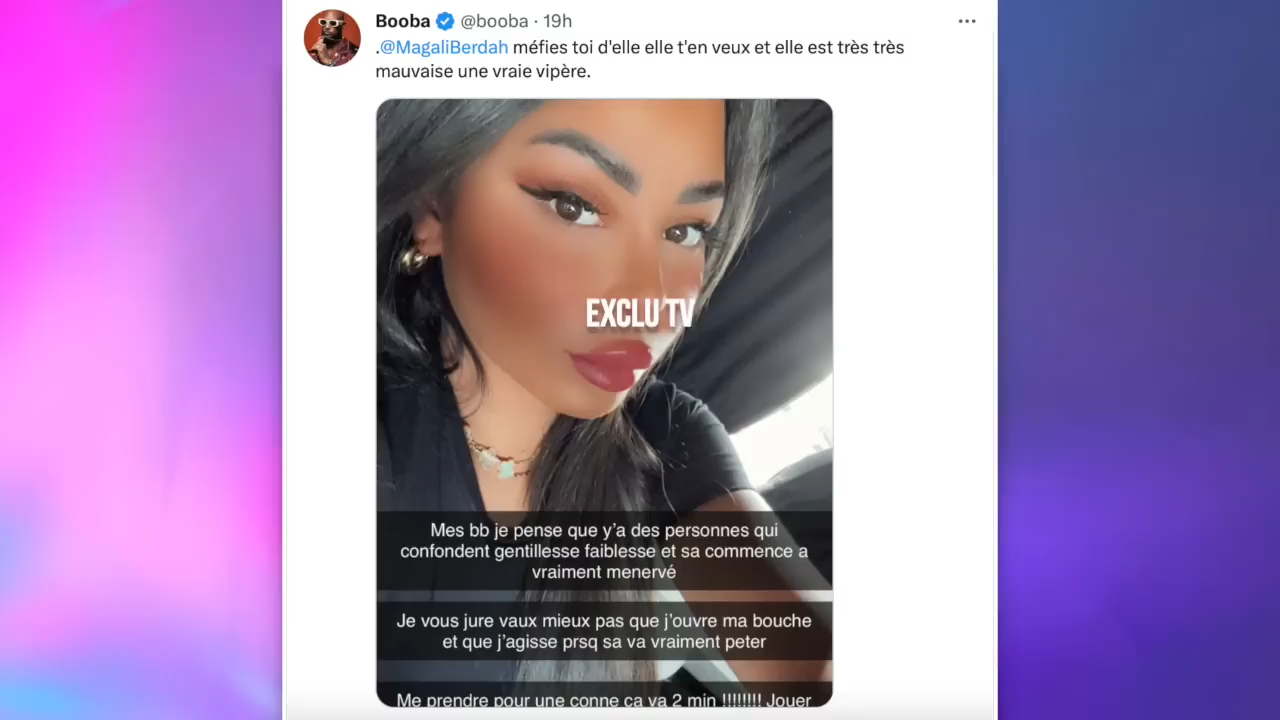 Booba @booba · 19h
.@MagaliBerdah méfies toi d'elle elle t'en veux et elle est très très
mauvaise une vraie vipère.
EXCLU TV
Mes bb je pense que y'a des personnes qui
confondent gentillesse faiblesse et sa commence a
vraiment menervé
Je vous jure vaux mieux pas que j'ouvre ma bouche
et que j'agisse prsq sa va vraiment peter
Me prendre pour une conne ça va 2 min !!!!!!!! Jouer